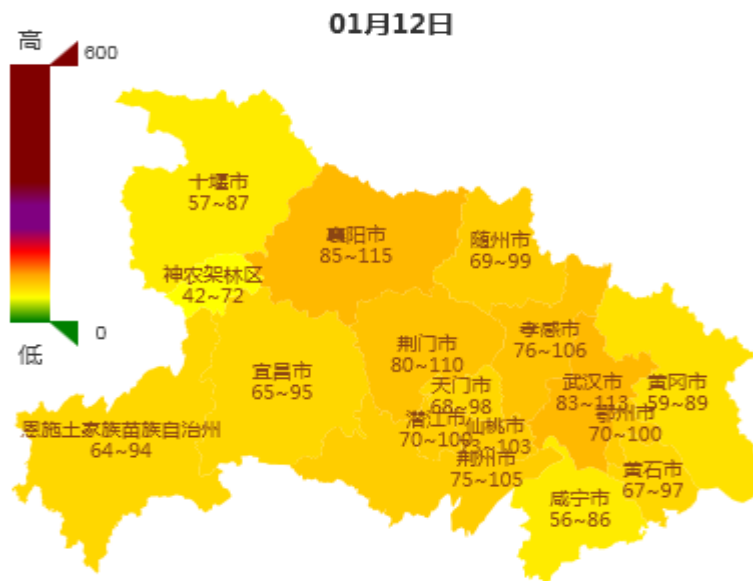 01月12日
高
600
0
低
十堰市
57~87
襄阳市
85~115
随州市
69~99
神农架林区
42~72
宜昌市
65~95
荆门市
80~110
孝感市
76~106
天门市
68~98
武汉市
83~113
黄冈市
59~89
恩施土家族苗族自治州
64~94
潜江市
70~100
仙桃市
73~103
鄂州市
70~100
荆州市
75~105
黄石市
67~97
咸宁市
56~86